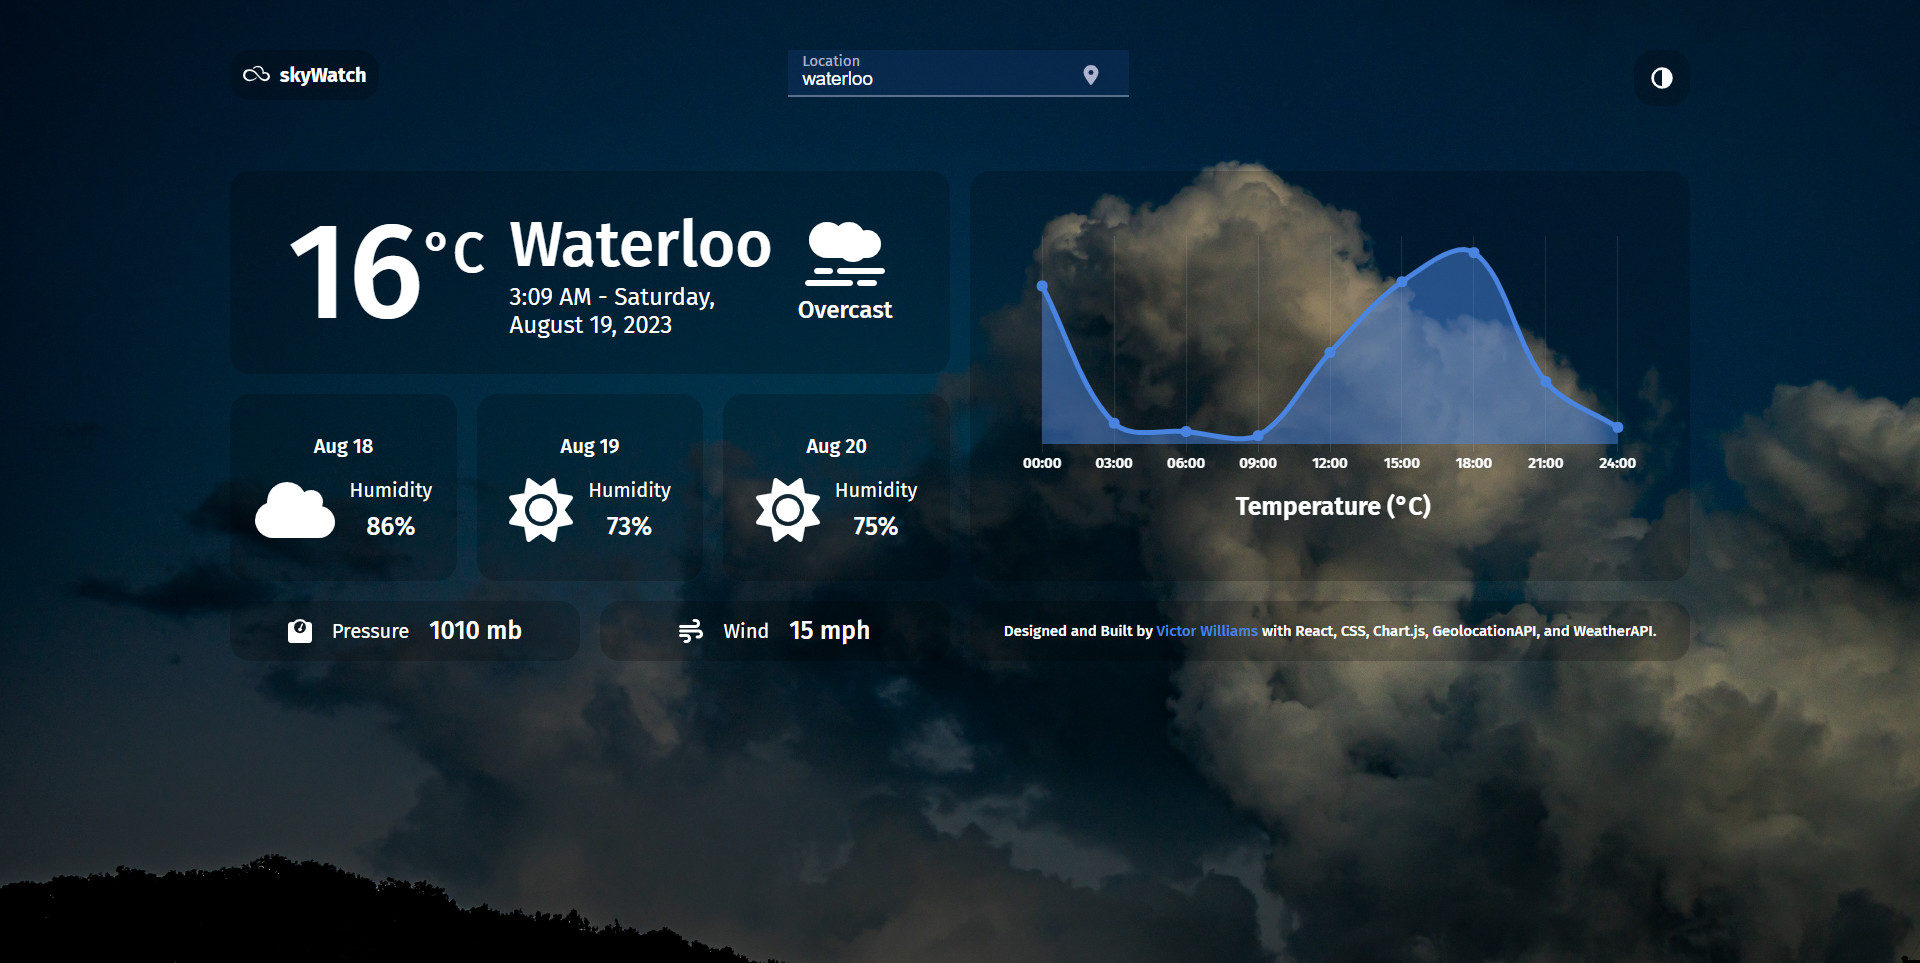 skyWatch
Location
waterloo
16°C
Waterloo
3:09 AM - Saturday,
August 19, 2023
Overcast
Aug 18
Humidity
86%
Aug 19
Humidity
73%
Aug 20
Humidity
75%
00:00 03:00 06:00 09:00 12:00 15:00 18:00 21:00 24:00
Temperature (°C)
Pressure 1010 mb
Wind 15 mph
Designed and Built by Victor Williams with React, CSS, Chart.js, GeolocationAPI, and WeatherAPI.